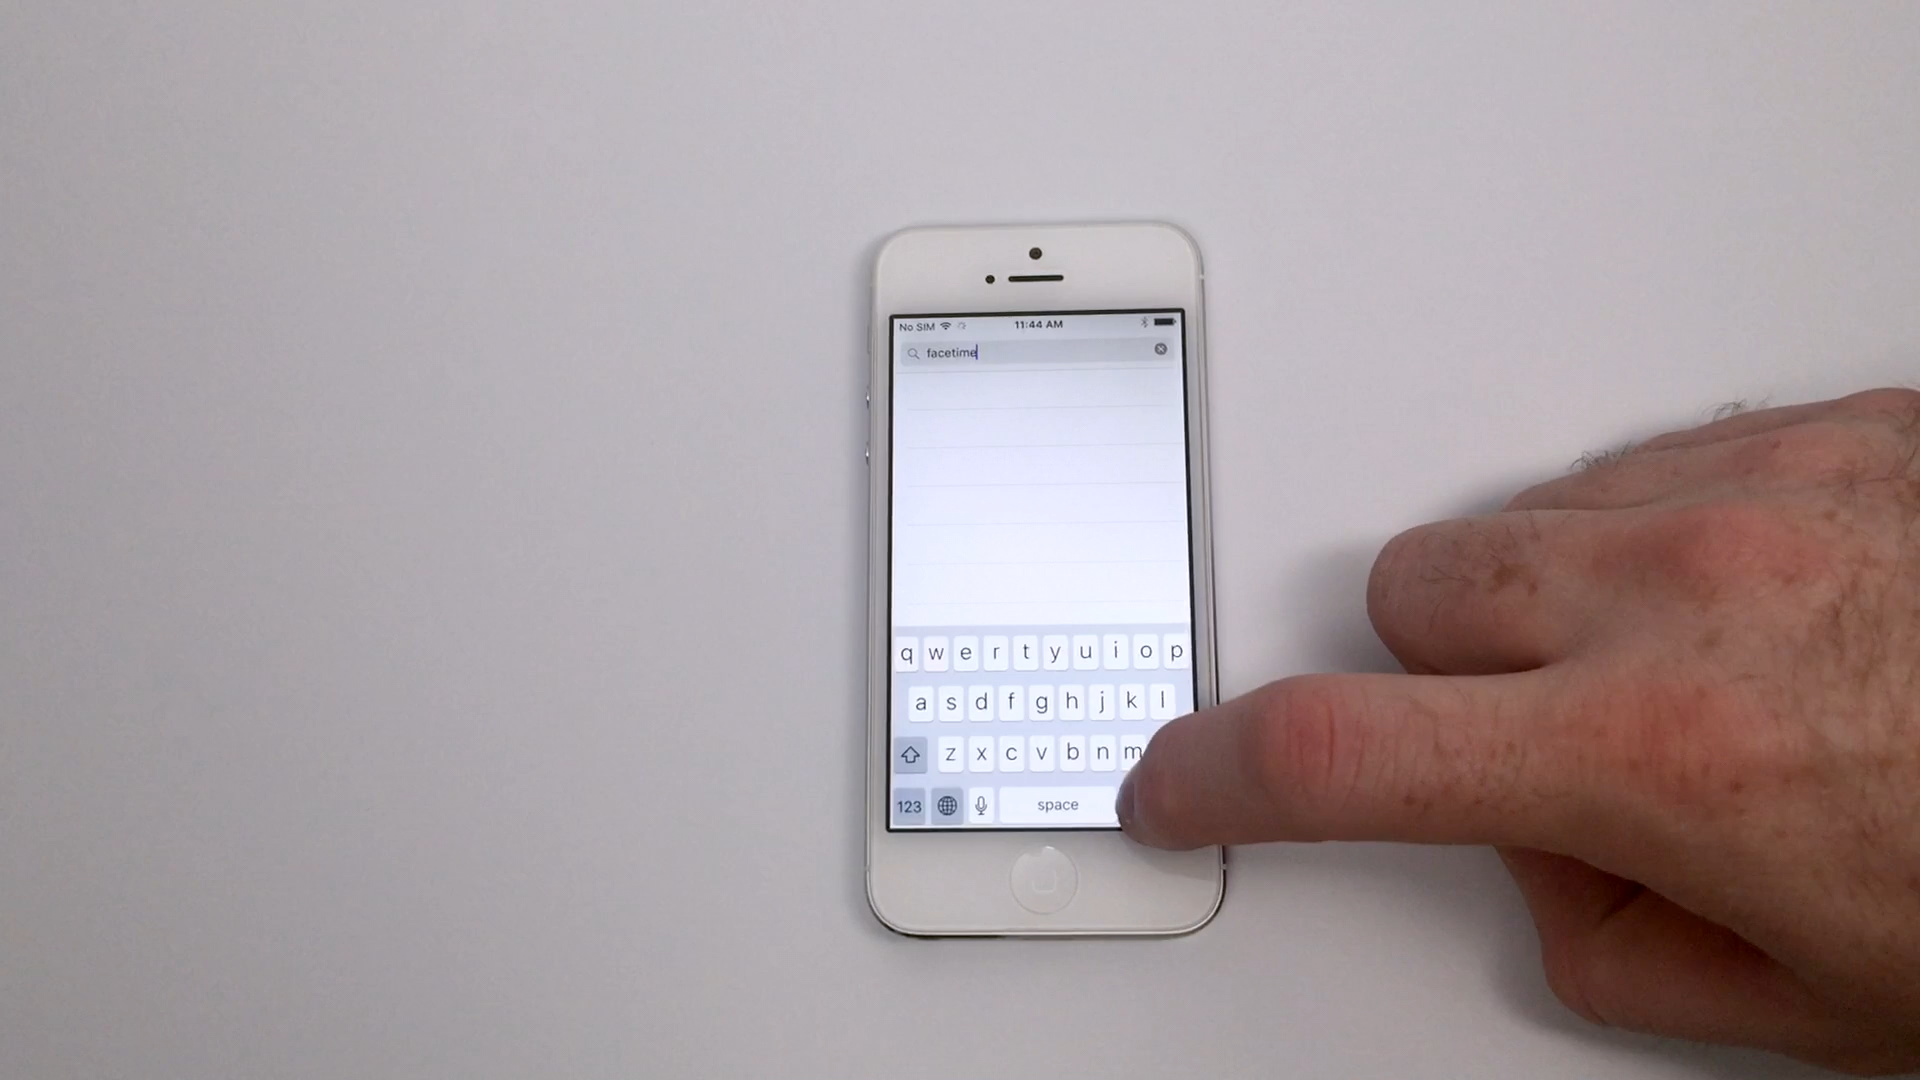 No SIM 11:44 AM
facetime
q w e r t y u i o p
a s d f g h j k l
z x c v b n m
123 space